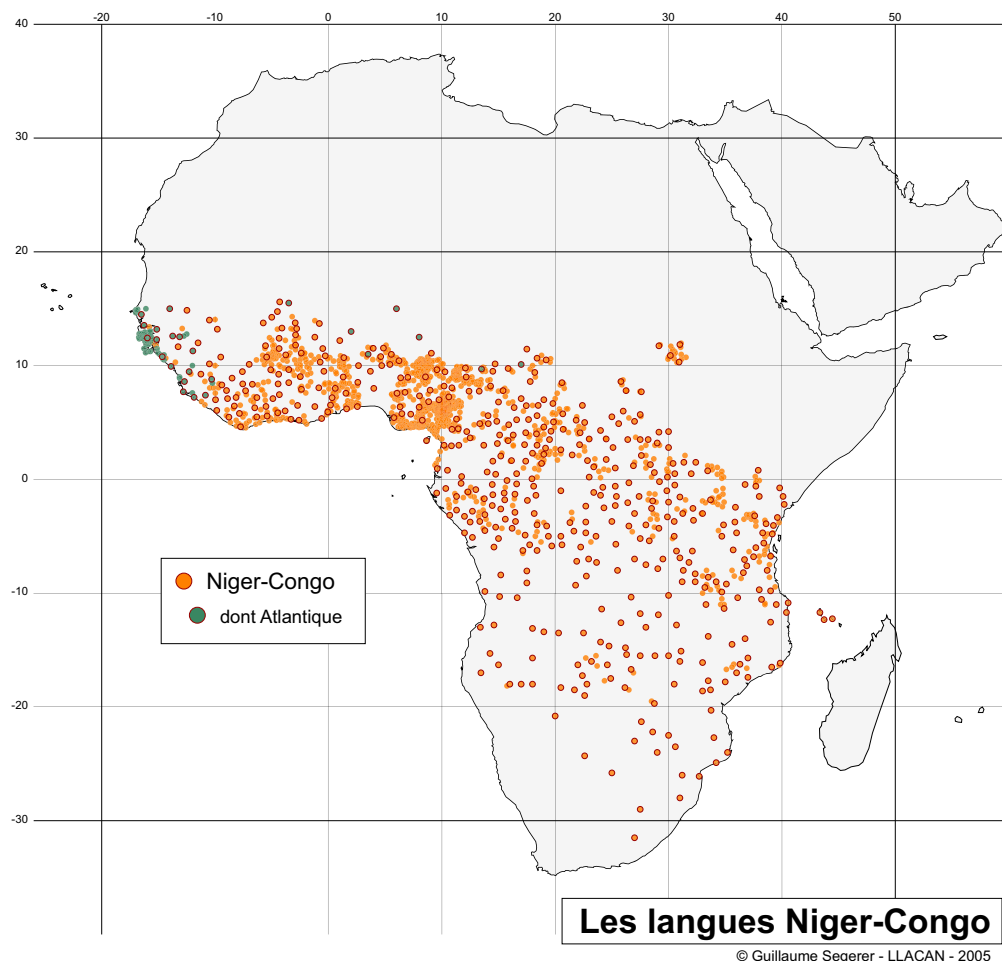 -20 -10 0 10 20 30 40 50
40
30
20
10
0
-10
-20
-30
Niger-Congo
dont Atlantique
Les langues Niger-Congo
© Guillaume Segerer - LLACAN - 2005